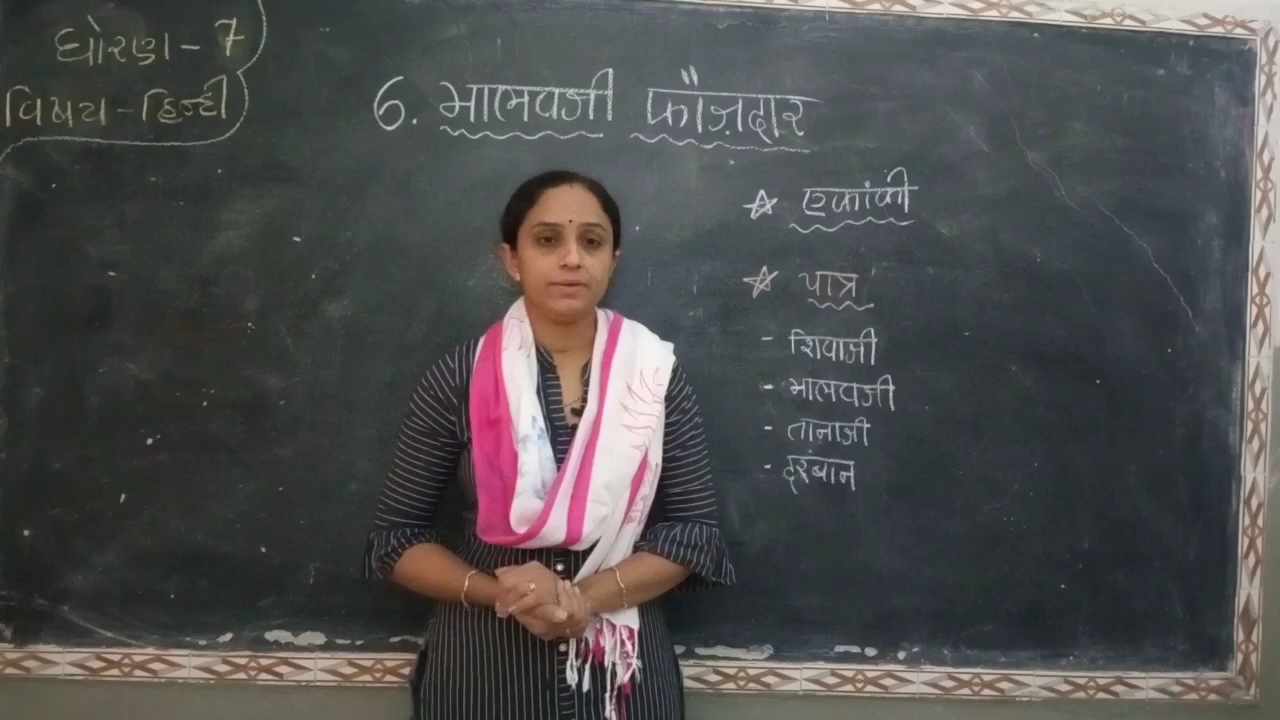 ધોરણ - 7
વિષય - હિન્દી
6. मालवजी फौज़दार
एकांकी
पात्र
- शिवाजी
- मालवजी
- तानाजी
- दरबान